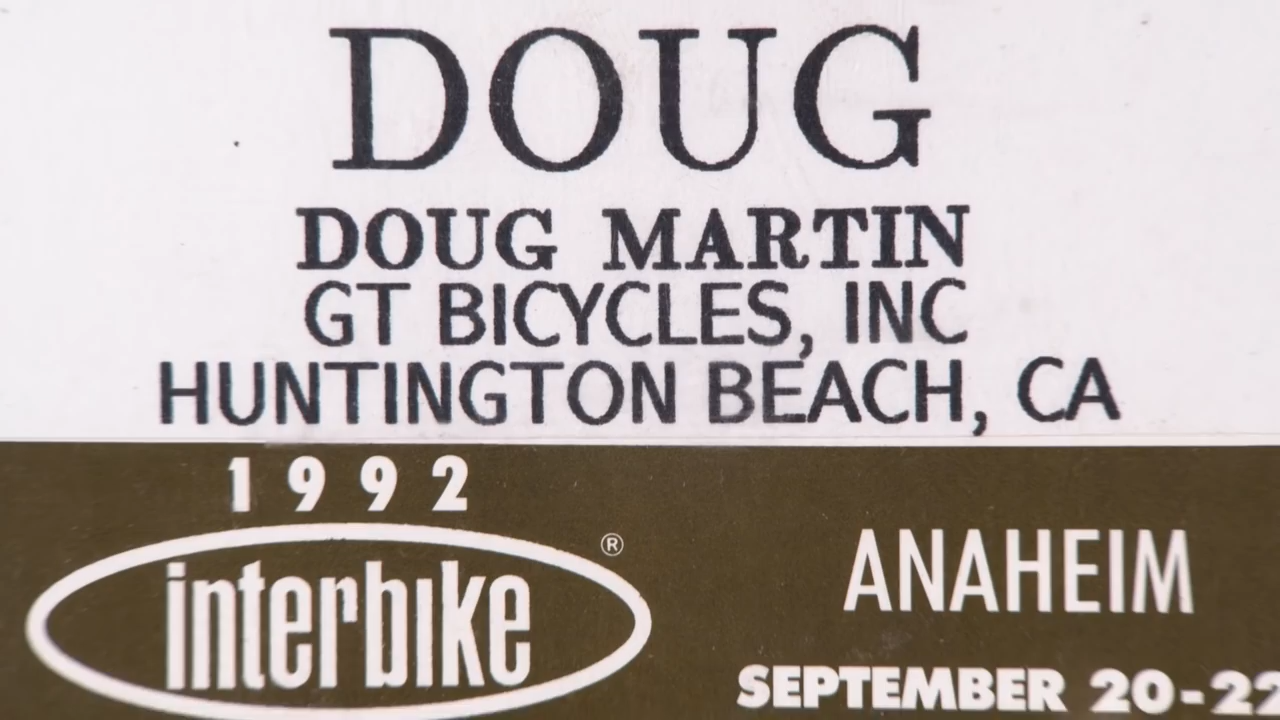 DOUG
DOUG MARTIN
GT BICYCLES, INC
HUNTINGTON BEACH, CA
1992
interbike®
ANAHEIM
SEPTEMBER 20-22